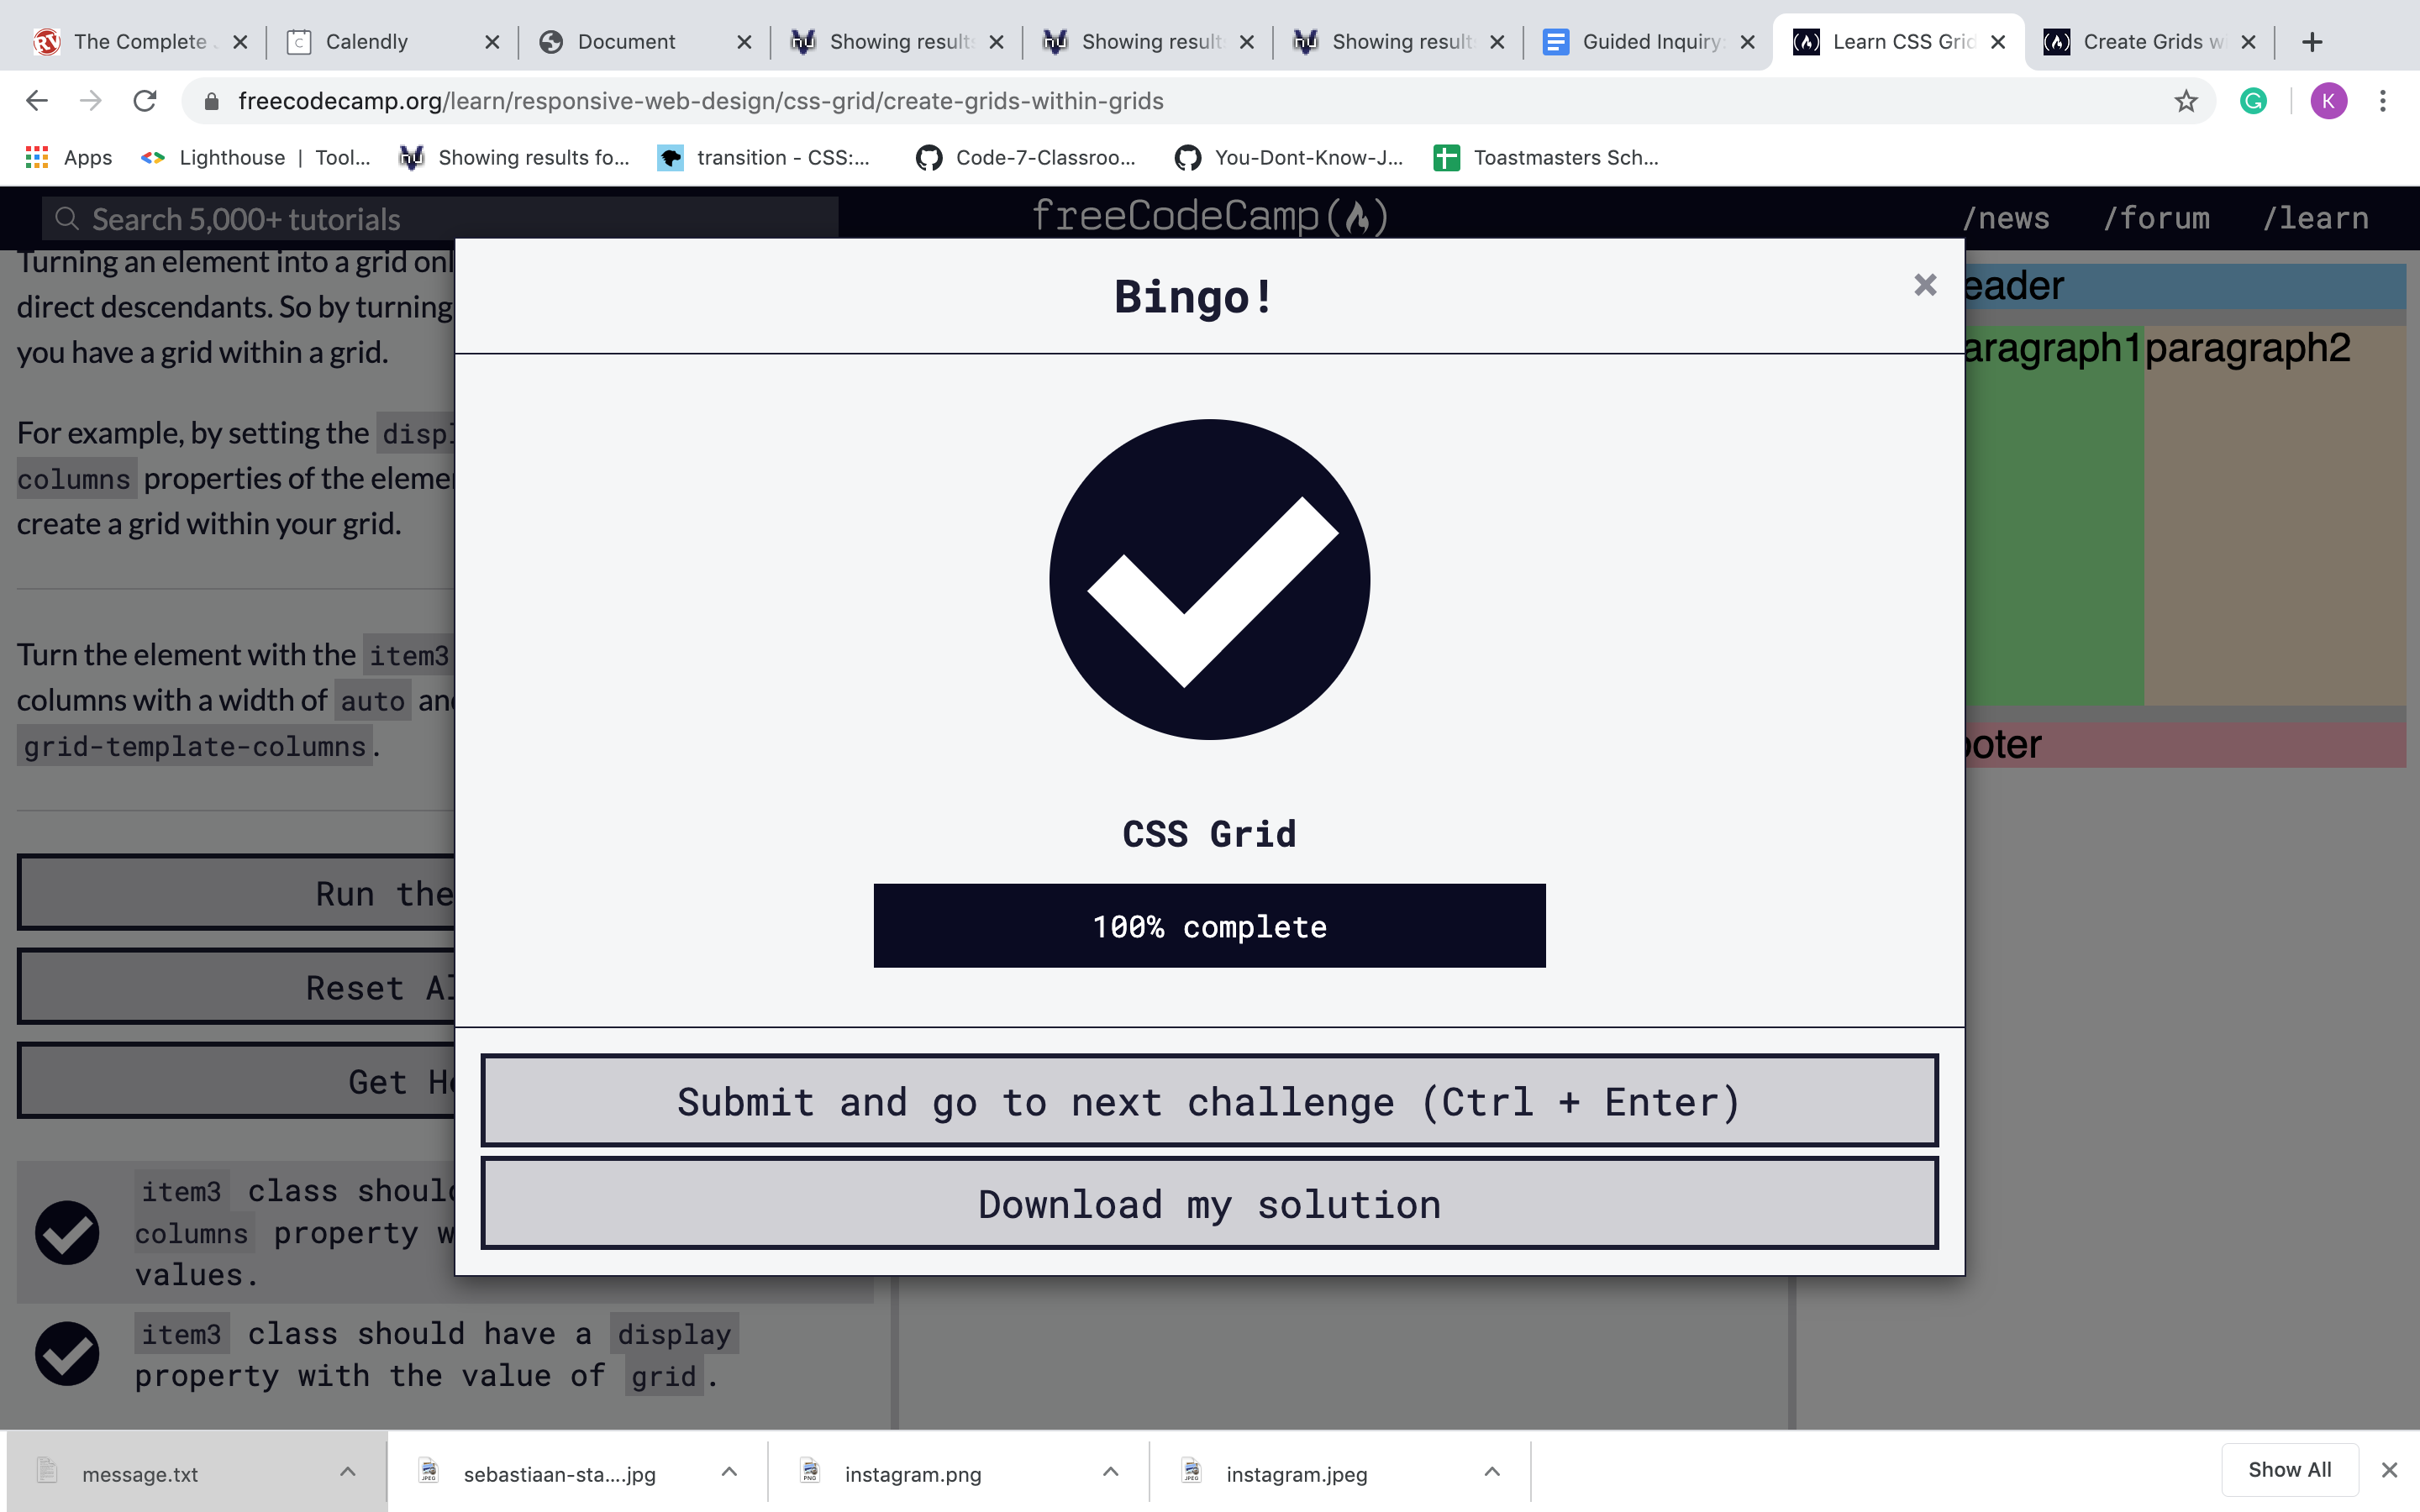 The Complete
Calendly
Document
Showing results
Showing result
Showing result
Guided Inquiry:
Learn CSS Grid
Create Grids wi
freecodecamp.org/learn/responsive-web-design/css-grid/create-grids-within-grids
K
Apps
Lighthouse | Tool...
Showing results fo...
transition - CSS:...
Code-7-Classroo...
You-Dont-Know-J...
Toastmasters Sch...
Search 5,000+ tutorials
freeCodeCamp
/news
/forum
/learn
Turning an element into a grid onl
direct descendants. So by turning
you have a grid within a grid.
For example, by setting the displ
columns properties of the elemen
create a grid within your grid.
Turn the element with the item3
columns with a width of auto and
grid-template-columns.
Run the
Reset Al
Get He
item3 class should
columns property w
values.
item3 class should have a display
property with the value of grid.
Bingo!
CSS Grid
100% complete
Submit and go to next challenge (Ctrl + Enter)
Download my solution
eader
aragraph1
paragraph2
ooter
message.txt
sebastiaan-sta....jpg
instagram.png
instagram.jpeg
Show All